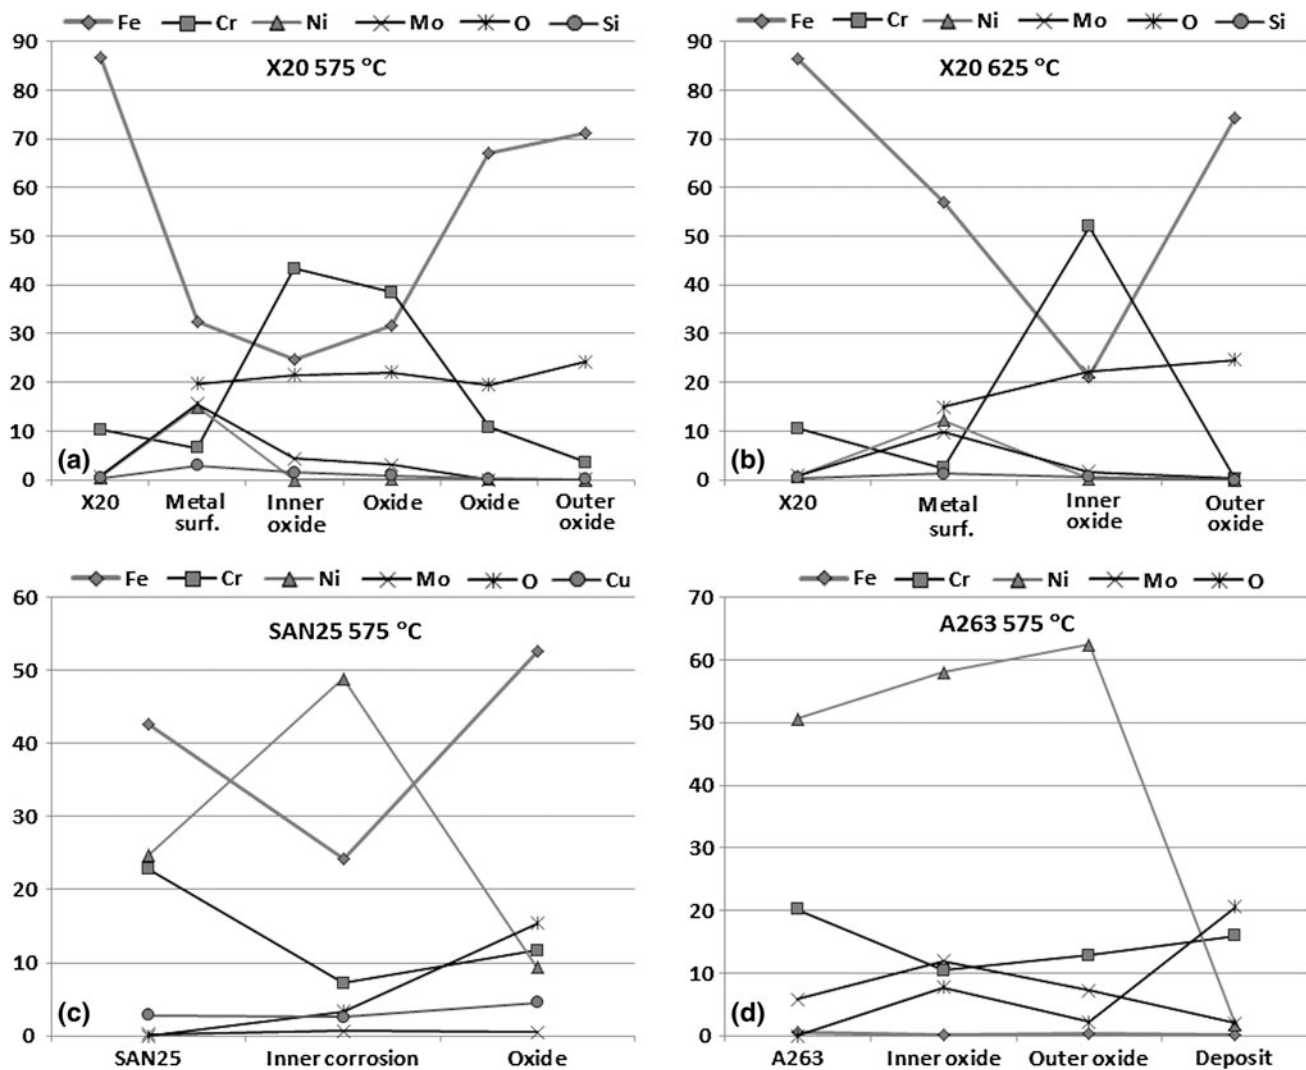 Fe Cr Ni Mo O Si
X20 575 °C
90
80
70
60
50
40
30
20
10
0
(a)
X20 Metal surf. Inner oxide Oxide Oxide Outer oxide
Fe Cr Ni Mo O Si
X20 625 °C
90
80
70
60
50
40
30
20
10
0
(b)
X20 Metal surf. Inner oxide Outer oxide
Fe Cr Ni Mo O Cu
SAN25 575 °C
60
50
40
30
20
10
0
(c)
SAN25 Inner corrosion Oxide
Fe Cr Ni Mo O
A263 575 °C
70
60
50
40
30
20
10
0
(d)
A263 Inner oxide Outer oxide Deposit